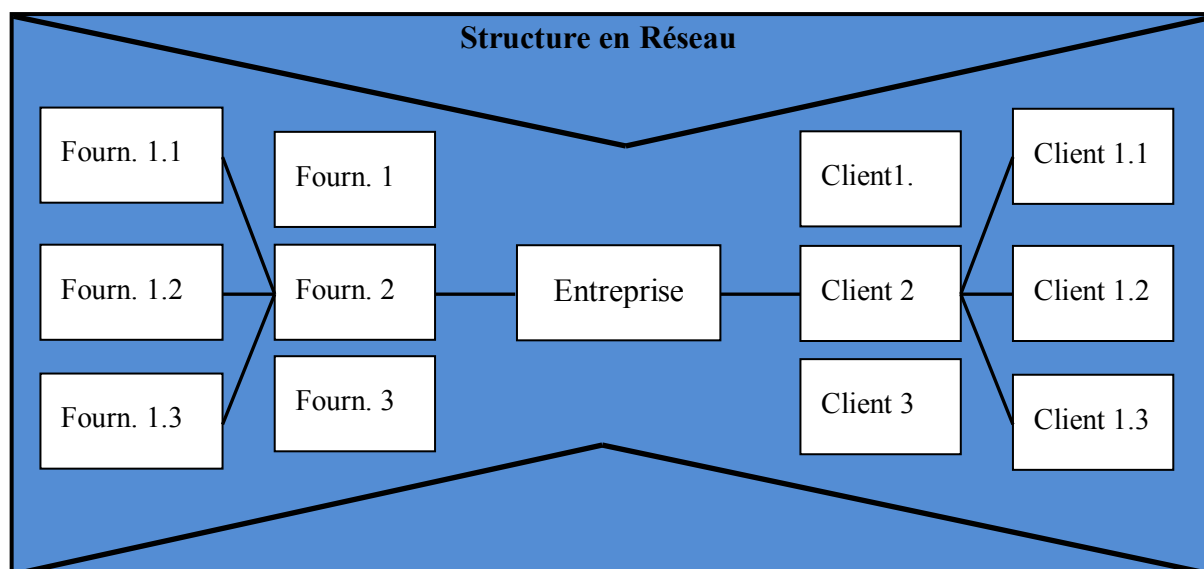 Structure en Réseau
Fourn. 1.1
Fourn. 1.2
Fourn. 1.3
Fourn. 1
Fourn. 2
Fourn. 3
Entreprise
Client1.
Client 2
Client 3
Client 1.1
Client 1.2
Client 1.3